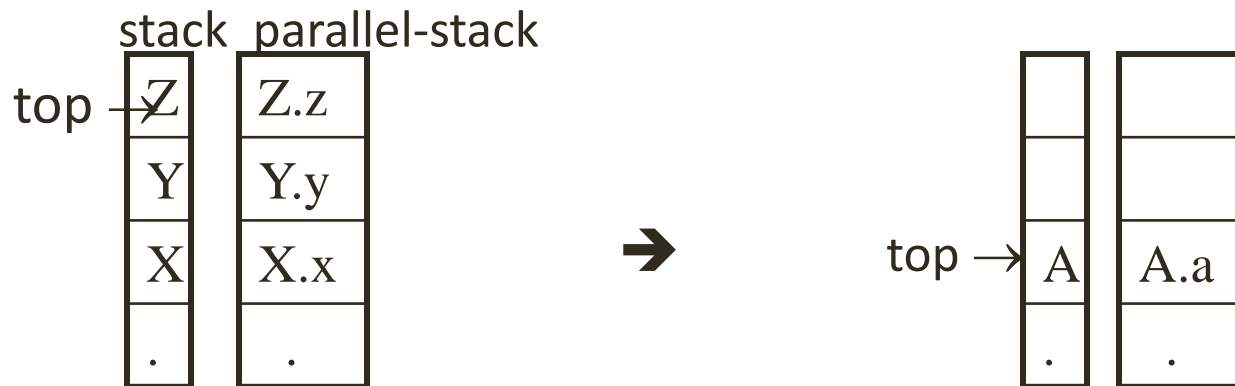 stack parallel-stack
top → Z Z.z
Y Y.y
X X.x
. .
➔
top → A A.a
. .